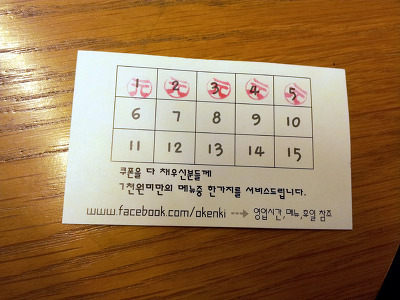 1 2 3 4 5
6 7 8 9 10
11 12 13 14 15
쿠폰을 다 채우신분들께
7천원미만의 메뉴중 한가지를 서비스드립니다.
www.facebook.com/okenki ---> 영업시간,메뉴,휴일 참조